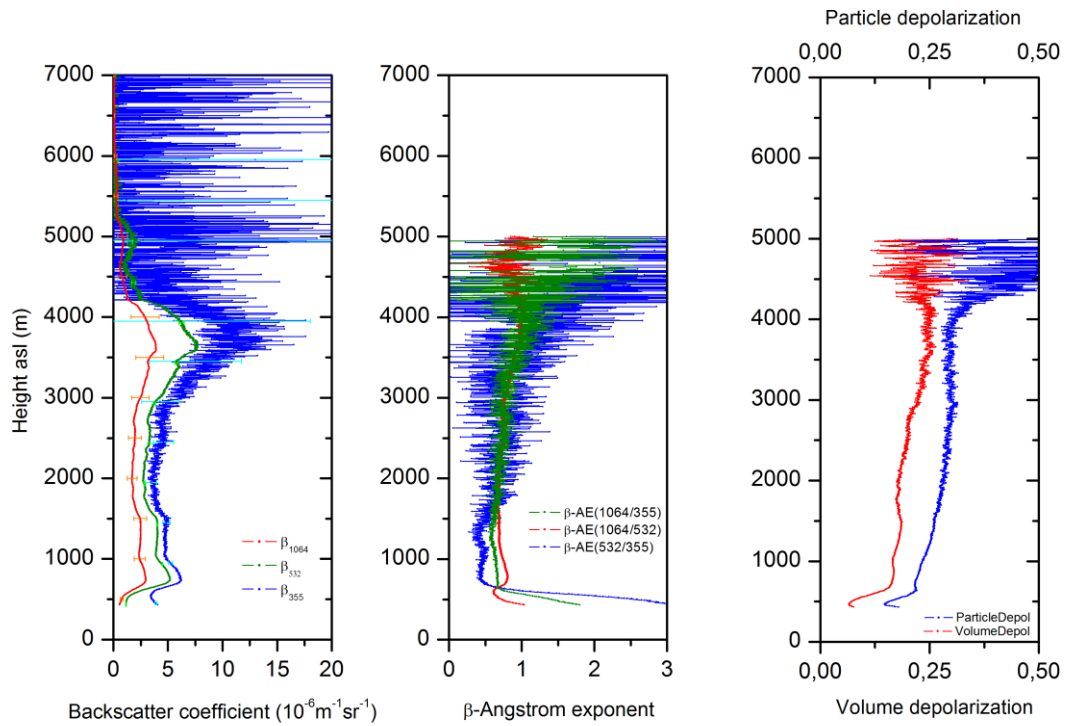 Particle depolarization
0,00 0,25 0,50
7000 7000 7000
6000 6000 6000
5000 5000 5000
4000 4000 4000
3000 3000 3000
2000 2000 2000
1000 1000 1000
0 0 0
Height asl (m)
β1064
β532
β355
0 5 10 15 20
Backscatter coefficient (10⁻⁶m⁻¹sr⁻¹)
β-AE(1064/355)
β-AE(1064/532)
β-AE(532/355)
0 1 2 3
β-Angstrom exponent
ParticleDepol
VolumeDepol
0,00 0,25 0,50
Volume depolarization